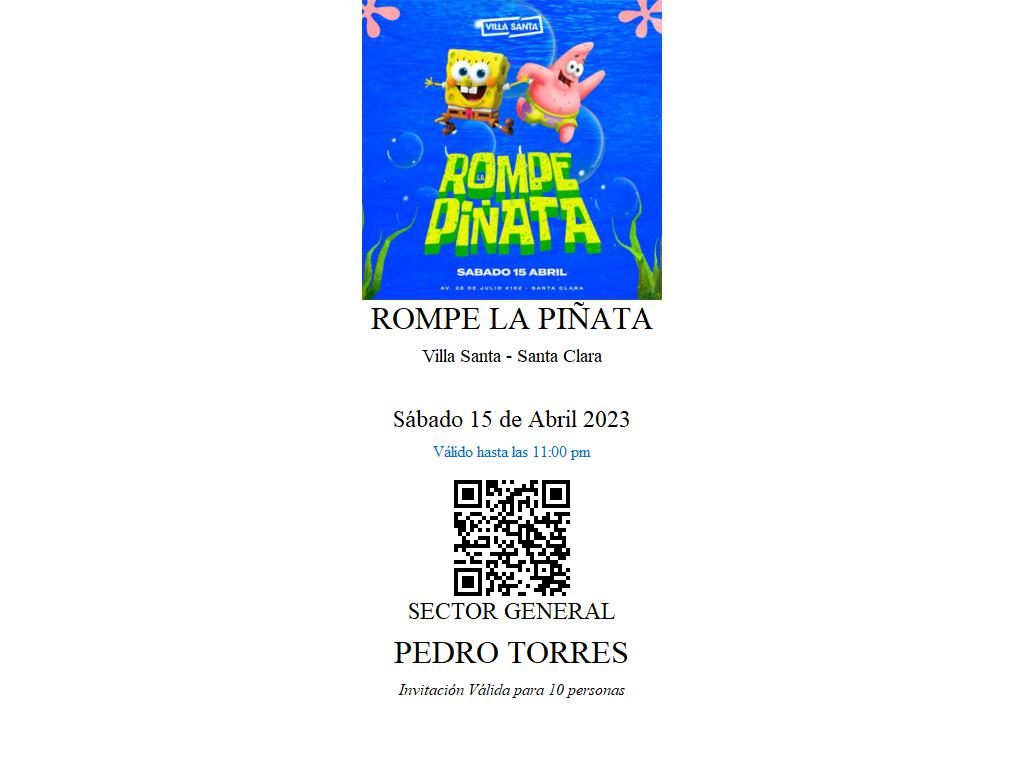 VILLA SANTA
ROMPE
LA
PIÑATA
SABADO 15 ABRIL
AV. 28 DE JULIO #102 - SANTA CLARA
ROMPE LA PIÑATA
Villa Santa - Santa Clara
Sábado 15 de Abril 2023
Válido hasta las 11:00 pm
SECTOR GENERAL
PEDRO TORRES
Invitación Válida para 10 personas